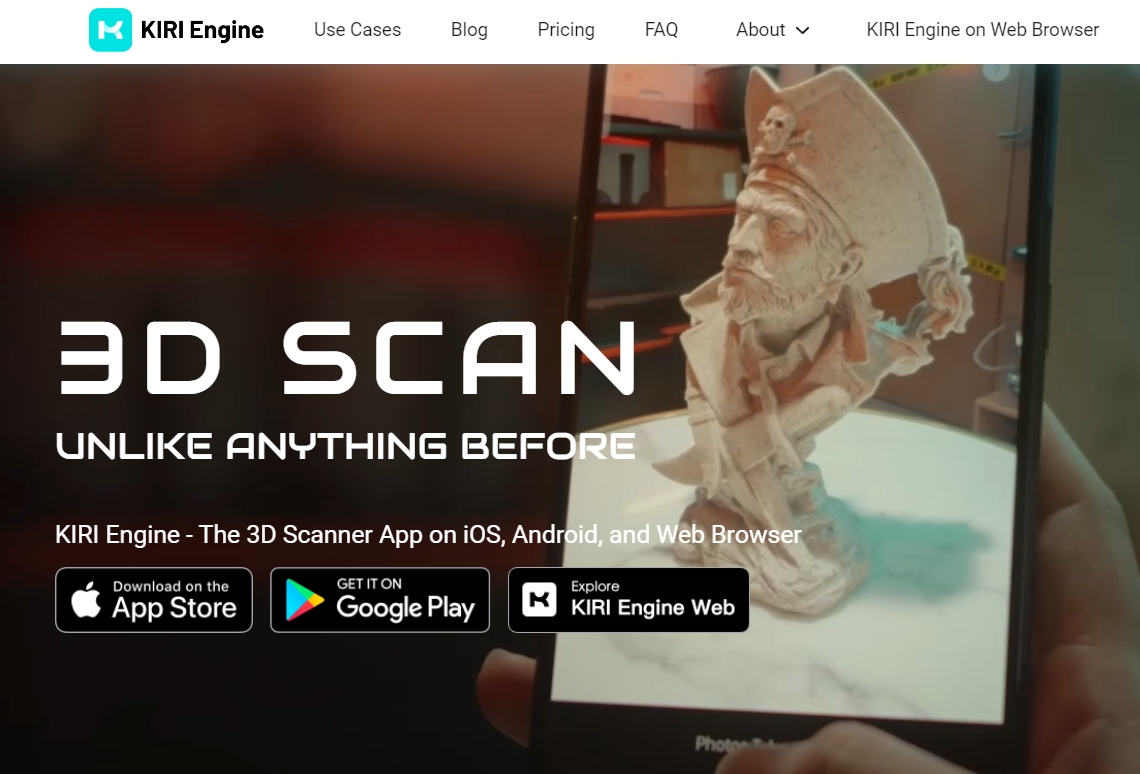 KIRI Engine
Use Cases
Blog
Pricing
FAQ
About
KIRI Engine on Web Browser
3D SCAN
UNLIKE ANYTHING BEFORE
KIRI Engine - The 3D Scanner App on iOS, Android, and Web Browser
Download on the
App Store
GET IT ON
Google Play
Explore
KIRI Engine Web